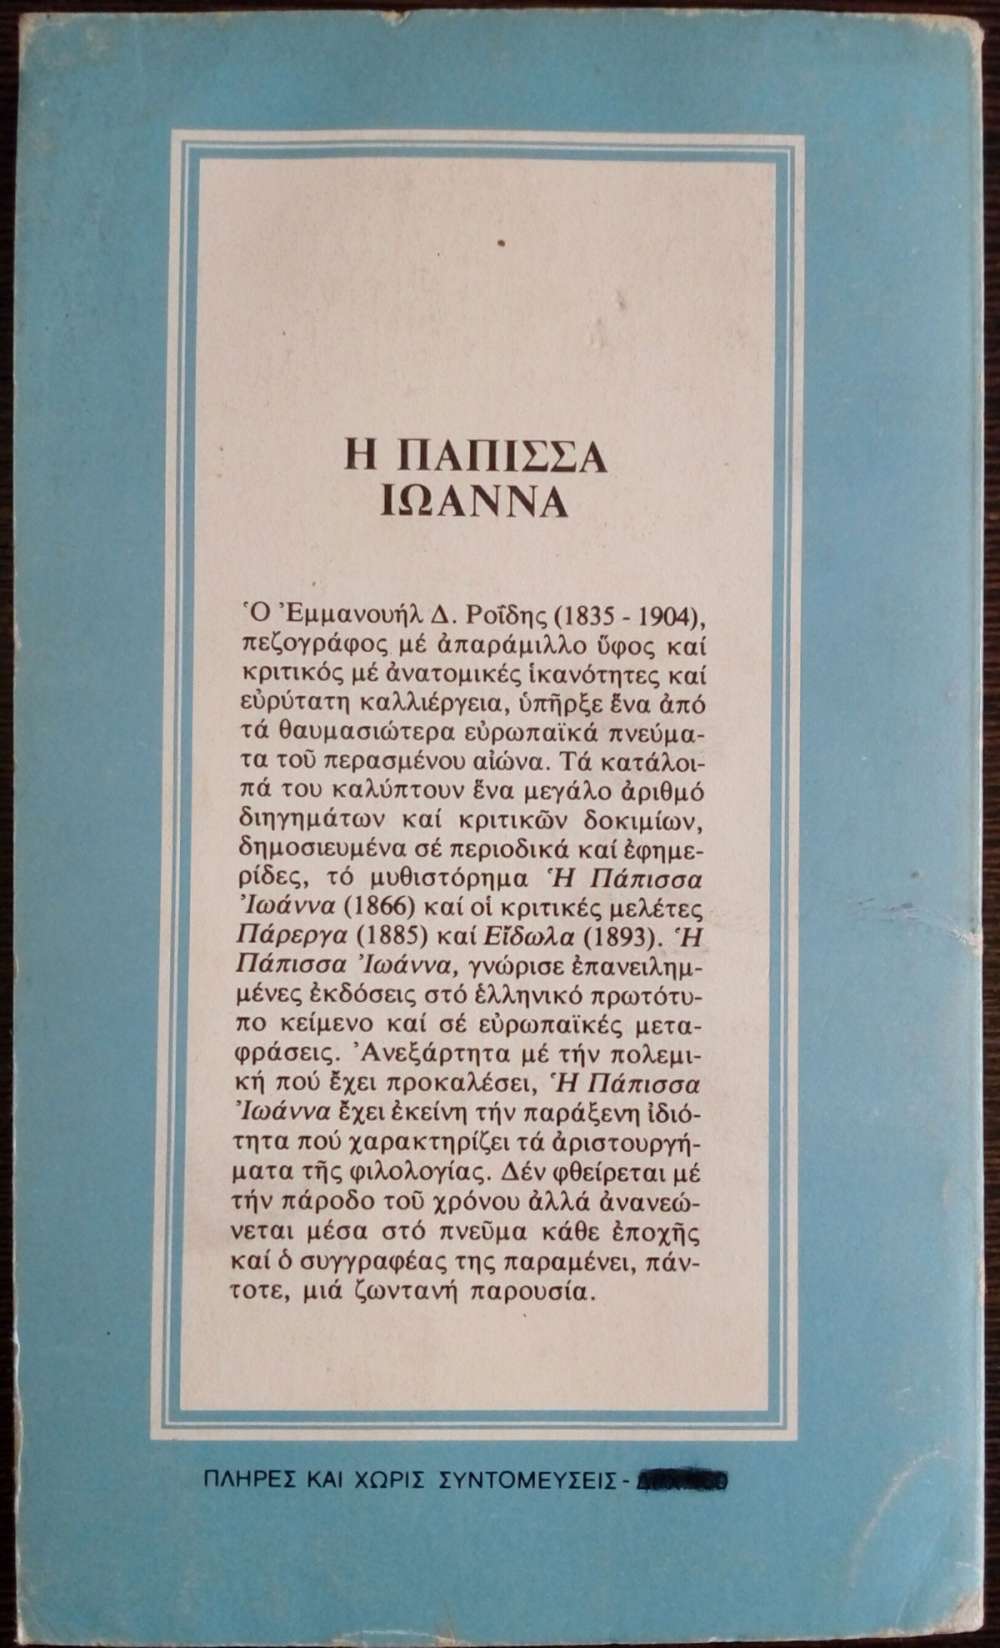 Η ΠΑΠΙΣΣΑ
ΙΩΑΝΝΑ
Ὁ Ἐμμανουήλ Δ. Ροΐδης (1835 - 1904),
πεζογράφος μέ ἀπαράμιλλο ὕφος καί
κριτικός μέ ἀνατομικές ἱκανότητες καί
εὐρύτατη καλλιέργεια, ὑπῆρξε ἕνα ἀπό
τά θαυμασιώτερα εὐρωπαϊκά πνεύμα-
τα τοῦ περασμένου αἰώνα. Τά κατάλοι-
πά του καλύπτουν ἕνα μεγάλο ἀριθμό
διηγημάτων καί κριτικῶν δοκιμίων,
δημοσιευμένα σέ περιοδικά καί ἐφημε-
ρίδες, τό μυθιστόρημα Ἡ Πάπισσα
Ἰωάννα (1866) καί οἱ κριτικές μελέτες
Πάρεργα (1885) καί Εἴδωλα (1893). Ἡ
Πάπισσα Ἰωάννα, γνώρισε ἐπανειλημ-
μένες ἐκδόσεις στό ἑλληνικό πρωτότυ-
πο κείμενο καί σέ εὐρωπαϊκές μετα-
φράσεις. Ἀνεξάρτητα μέ τήν πολεμι-
κή πού ἔχει προκαλέσει, Ἡ Πάπισσα
Ἰωάννα ἔχει ἐκείνη τήν παράξενη ἰδιό-
τητα πού χαρακτηρίζει τά ἀριστουργή-
ματα τῆς φιλολογίας. Δέν φθείρεται μέ
τήν πάροδο τοῦ χρόνου ἀλλά ἀνανεώ-
νεται μέσα στό πνεῦμα κάθε ἐποχῆς
καί ὁ συγγραφέας της παραμένει, πάν-
τοτε, μιά ζωντανή παρουσία.
ΠΛΗΡΕΣ ΚΑΙ ΧΩΡΙΣ ΣΥΝΤΟΜΕΥΣΕΙΣ -